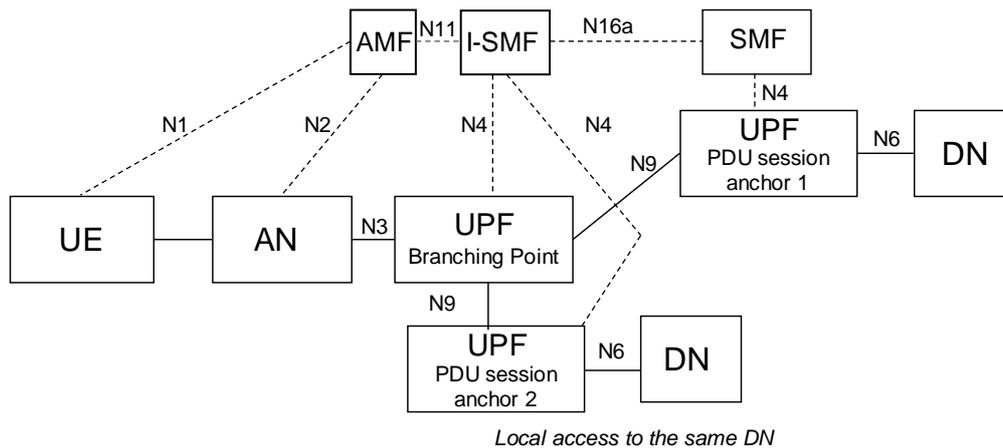 AMF
N11
I-SMF
N16a
SMF
N1
N2
N4
N4
N4
UPF
PDU session
anchor 1
N6
DN
N9
UE
AN
N3
UPF
Branching Point
N9
UPF
PDU session
anchor 2
N6
DN
Local access to the same DN